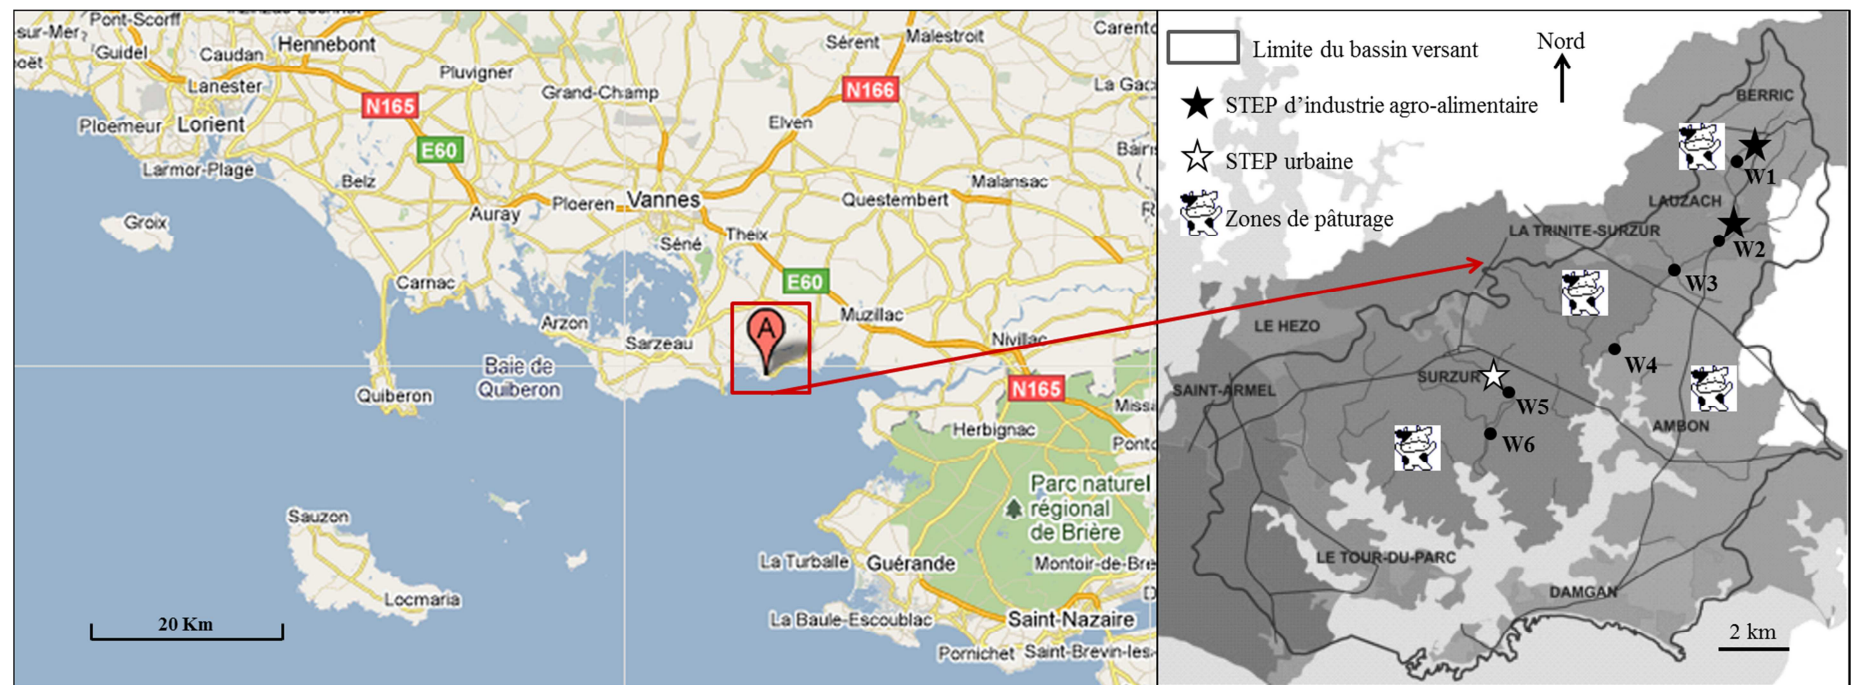 Pont-Scorff
-sur-Mer
Guidel
Caudan
Hennebont
Lanester
Pluvigner
Ploemeur
Lorient
N165
Grand-Champ
Sérent
Malestroit
Carento
N166
La Gac
Elven
E60
Larmor-Plage
Belz
Groix
Auray
Ploeren
Vannes
Questembert
Malansac
Séné
Theix
E60
Carnac
Arzon
Sarzeau
A
Muzillac
Nivillac
Baie de
Quiberon
Quiberon
N165
Missi
Herbignac
Ponto
Parc naturel
régional
de Brière
Sauzon
Locmaria
La Turballe
Guérande
Montoir-de-Bre
La Baule-Escoublac
Saint-Nazaire
Pornichet
Saint-Brevin-les-
20 Km
Limite du bassin versant
Nord
STEP d’industrie agro-alimentaire
STEP urbaine
Zones de pâturage
BERRIC
W1
LAUZACH
LA TRINITE-SURZUR
W2
W3
LE HEZO
W4
SURZUR
SAINT-ARMEL
W5
AMBON
W6
LE TOUR-DU-PARC
DAMGAN
2 km